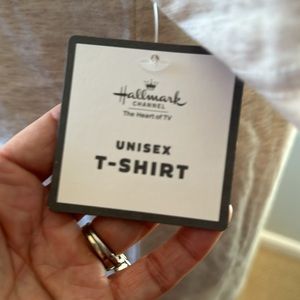 Hallmark
CHANNEL
The Heart of TV
UNISEX
T-SHIRT